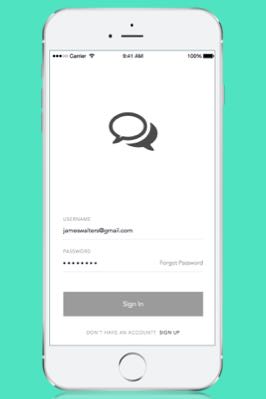 Carrier 9:41 AM 100%
USERNAME
jameswalters@gmail.com
PASSWORD
••••••••
Forgot Password
Sign In
DON'T HAVE AN ACCOUNT? SIGN UP